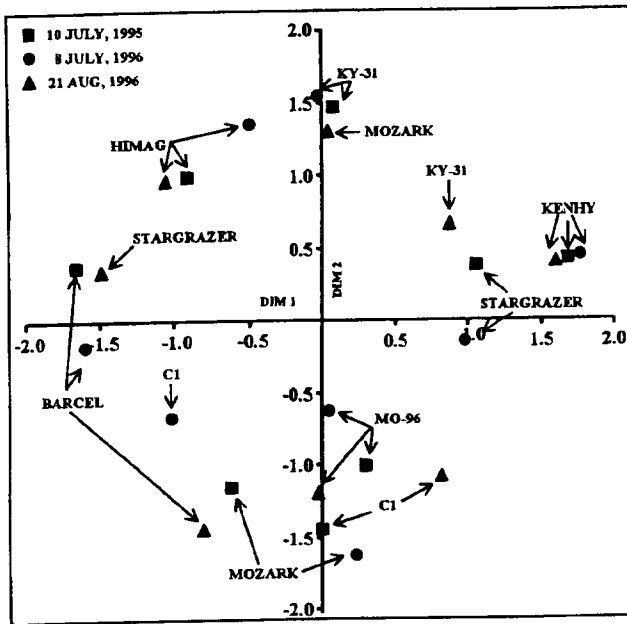 ■ 10 JULY, 1995
● 8 JULY, 1996
▲ 21 AUG, 1996
2.0
KY-31
1.5
MOZARK
HIMAG
1.0
KY-31
KENHY
STARGRAZER
0.5
DIM 1
DIM 2
STARGRAZER
-2.0
-1.0
-0.5
0.5
1.0
1.5
2.0
C1
-0.5
BARCEL
MO-96
-1.0
C1
-1.5
MOZARK
-2.0